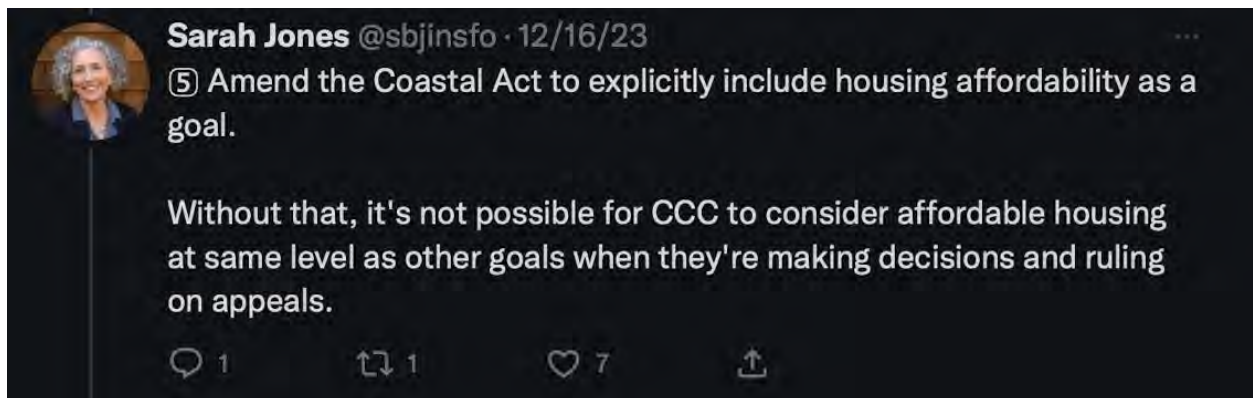 Sarah Jones @sbjinsfo · 12/16/23
5️⃣ Amend the Coastal Act to explicitly include housing affordability as a
goal.
Without that, it's not possible for CCC to consider affordable housing
at same level as other goals when they're making decisions and ruling
on appeals.
1 1 7